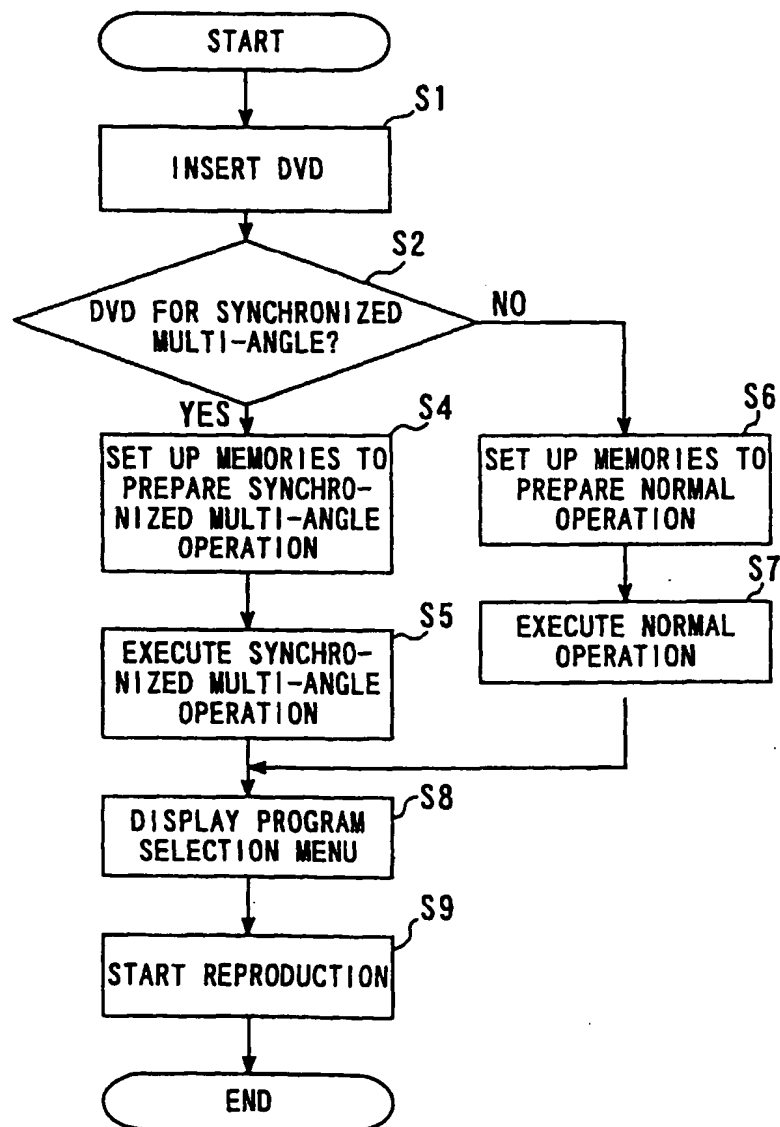 START
S1
INSERT DVD
S2
DVD FOR SYNCHRONIZED
MULTI-ANGLE?
NO
YES
S4
SET UP MEMORIES TO
PREPARE SYNCHRO-
NIZED MULTI-ANGLE
OPERATION
S6
SET UP MEMORIES TO
PREPARE NORMAL
OPERATION
S5
EXECUTE SYNCHRO-
NIZED MULTI-ANGLE
OPERATION
S7
EXECUTE NORMAL
OPERATION
S8
DISPLAY PROGRAM
SELECTION MENU
S9
START REPRODUCTION
END